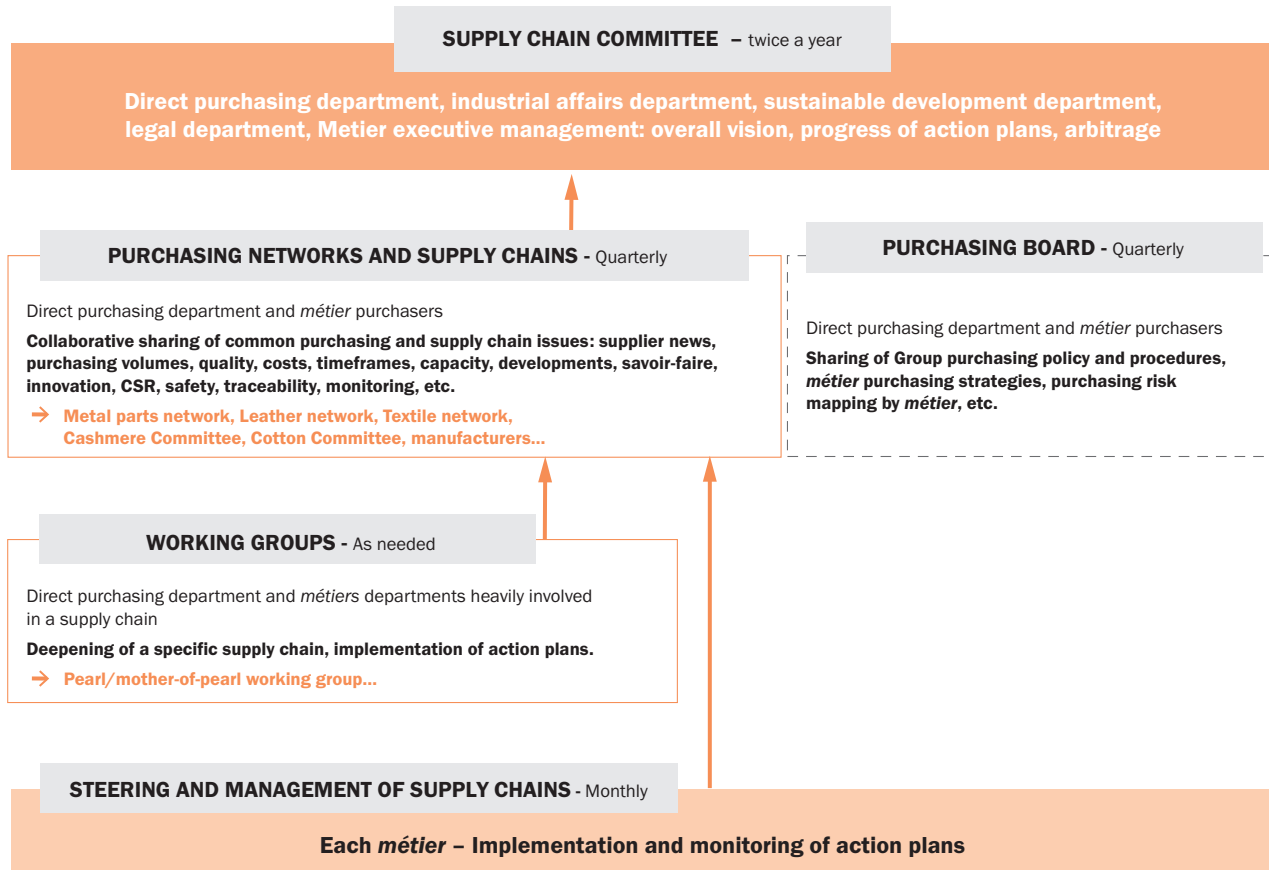 SUPPLY CHAIN COMMITTEE – twice a year
Direct purchasing department, industrial affairs department, sustainable development department,
legal department, Metier executive management: overall vision, progress of action plans, arbitrage
PURCHASING NETWORKS AND SUPPLY CHAINS - Quarterly
Direct purchasing department and métier purchasers
Collaborative sharing of common purchasing and supply chain issues: supplier news,
purchasing volumes, quality, costs, timeframes, capacity, developments, savoir-faire,
innovation, CSR, safety, traceability, monitoring, etc.
→ Metal parts network, Leather network, Textile network,
Cashmere Committee, Cotton Committee, manufacturers...
PURCHASING BOARD - Quarterly
Direct purchasing department and métier purchasers
Sharing of Group purchasing policy and procedures,
métier purchasing strategies, purchasing risk
mapping by métier, etc.
WORKING GROUPS - As needed
Direct purchasing department and métiers departments heavily involved
in a supply chain
Deepening of a specific supply chain, implementation of action plans.
→ Pearl/mother-of-pearl working group...
STEERING AND MANAGEMENT OF SUPPLY CHAINS - Monthly
Each métier – Implementation and monitoring of action plans